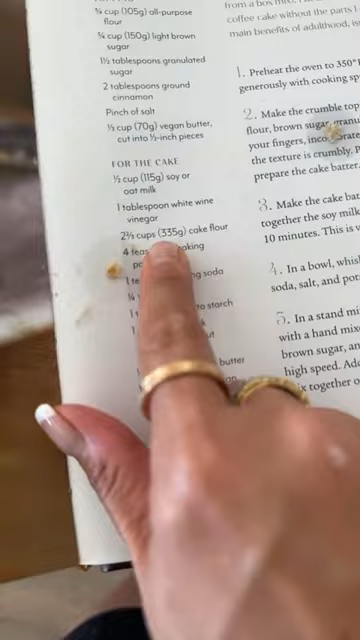 ¾ cup (105g) all-purpose
flour
¾ cup (150g) light brown
sugar
1½ tablespoons granulated
sugar
2 tablespoons ground
cinnamon
Pinch of salt
⅓ cup (70g) vegan butter,
cut into ½-inch pieces
FOR THE CAKE
½ cup (115g) soy or
oat milk
1 tablespoon white wine
vinegar
2⅔ cups (335g) cake flour
4
soda
to starch
butter
from a box mix.
coffee cake without the parts I
main benefits of adulthood, is
1. Preheat the oven to 350°
generously with cooking sp
2. Make the crumble top
flour, brown sugar, granu
your fingers,
the texture is crumbly. P
prepare the cake batter.
3. Make the cake bat
together the soy milk
10 minutes. This is v
4. In a bowl, whis
soda, salt, and pot
5. In a stand mi
with a hand mix
brown sugar, an
high speed. Add
x together o